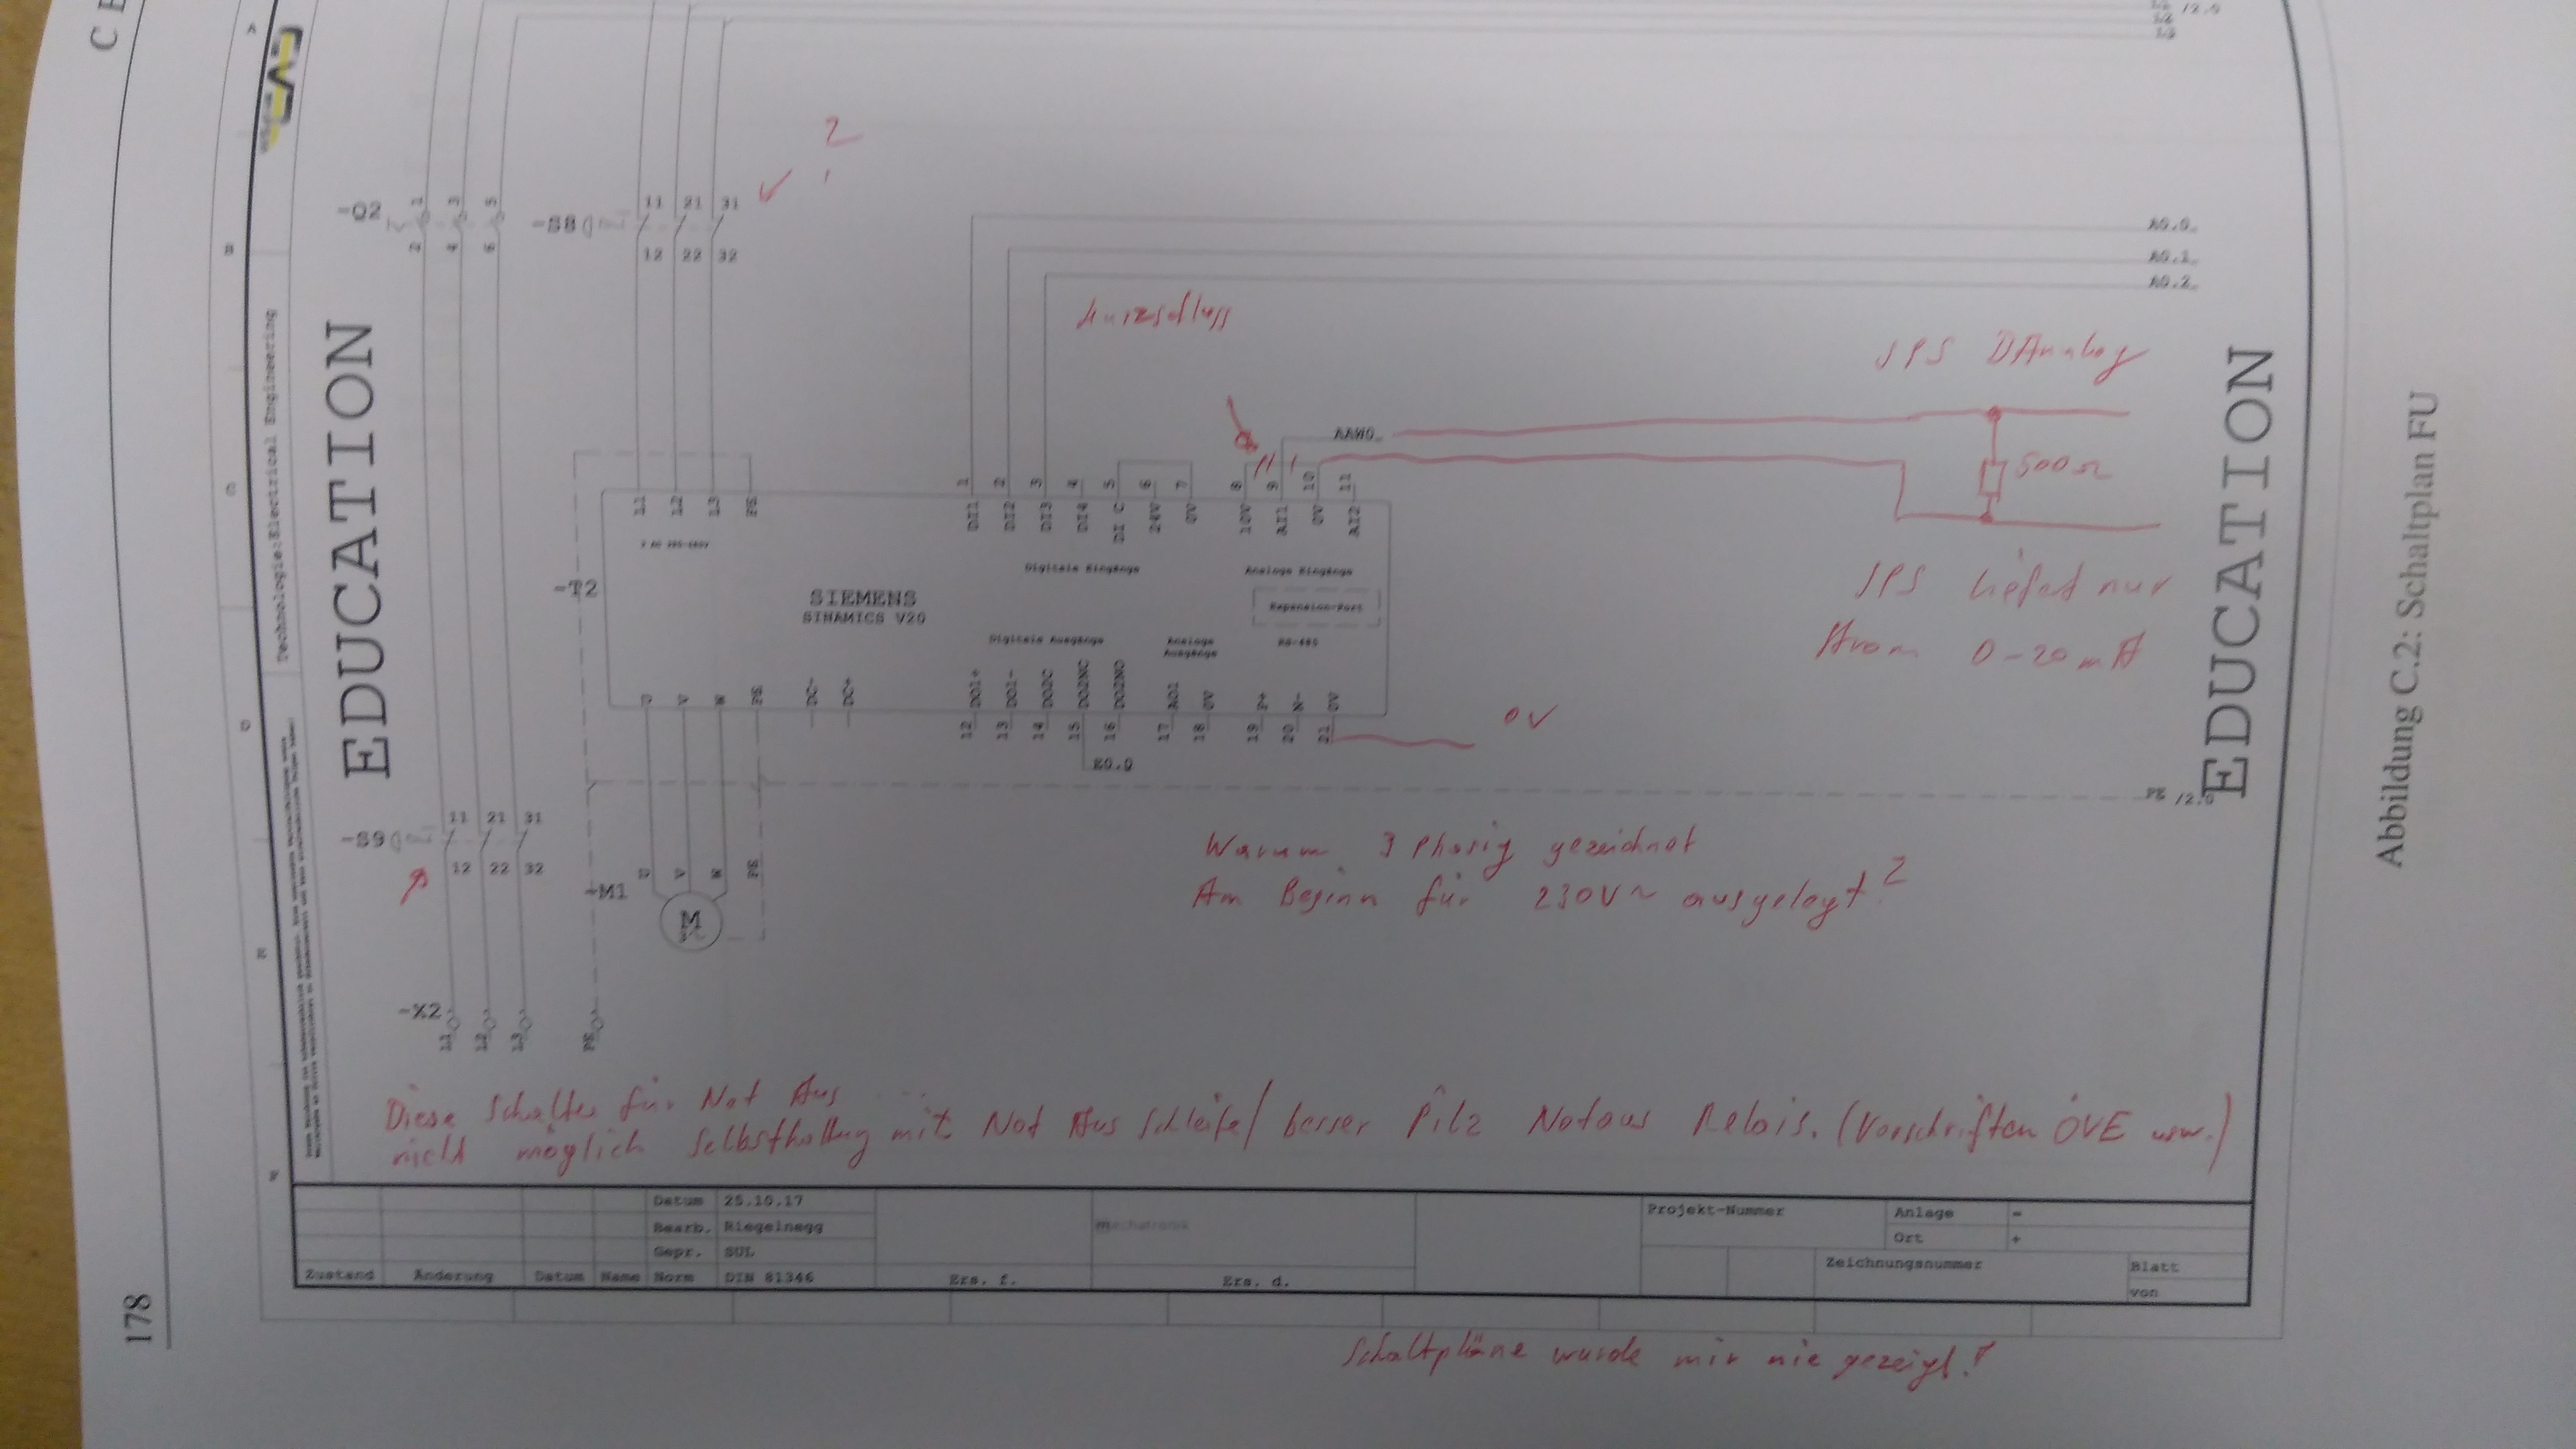 178
EDUCATION
EDUCATION
Technologie:Electrical Engineering
A
B
C
D
E
F
-Q2
1 3 5
2 4 6
-S8
11 21 31
12 22 32
2
A0.0
A0.1
A0.2
Kurzschluss
SPS Analog
AAW0
500Ω
1 2 3 4 5 6 7 8 9 10 11
L1 L2 L3 PE
DI1 DI2 DI3 DI4 DI C 24V 0V 10V AI1 0V AI2
Digitale Eingänge
Analoge Eingänge
-T2
SIEMENS
SINAMICS V20
Expansion-Port
SPS liefert nur
Strom 0-20mA
Digitale Ausgänge
Analoge
Ausgänge
RS-485
U V W PE DC- DC+ DO1+ DO1- DO2C DO2NC DO2NO AO1 0V P+ N- 0V
12 13 14 15 16 17 18 19 20 21
0V
E0.0
PE /2.0
-S9
11 21 31
12 22 32
U V W PE
-M1
M
Warum 3 Phasig gezeichnet
Am Beginn für 230V~ ausgelegt?
-X2
L1 L2 L3 PE
Diese Schalter für Not Aus
nicht möglich Selbsthaltung mit Not Aus Schleife/ besser Pilz Notaus Relais. (Vorschriften ÖVE usw.)
Datum 25.10.17
Bearb. Riegelnegg
Gepr. SUL
Zustand Änderung Datum Name Norm DIN 81346
Ers. f. Ers. d.
mechatronik
Projekt-Nummer
Anlage =
Ort +
Zeichnungsnummer
Blatt
von
Schaltpläne wurde mir nie gezeigt!
Abbildung C.2: Schaltplan FU